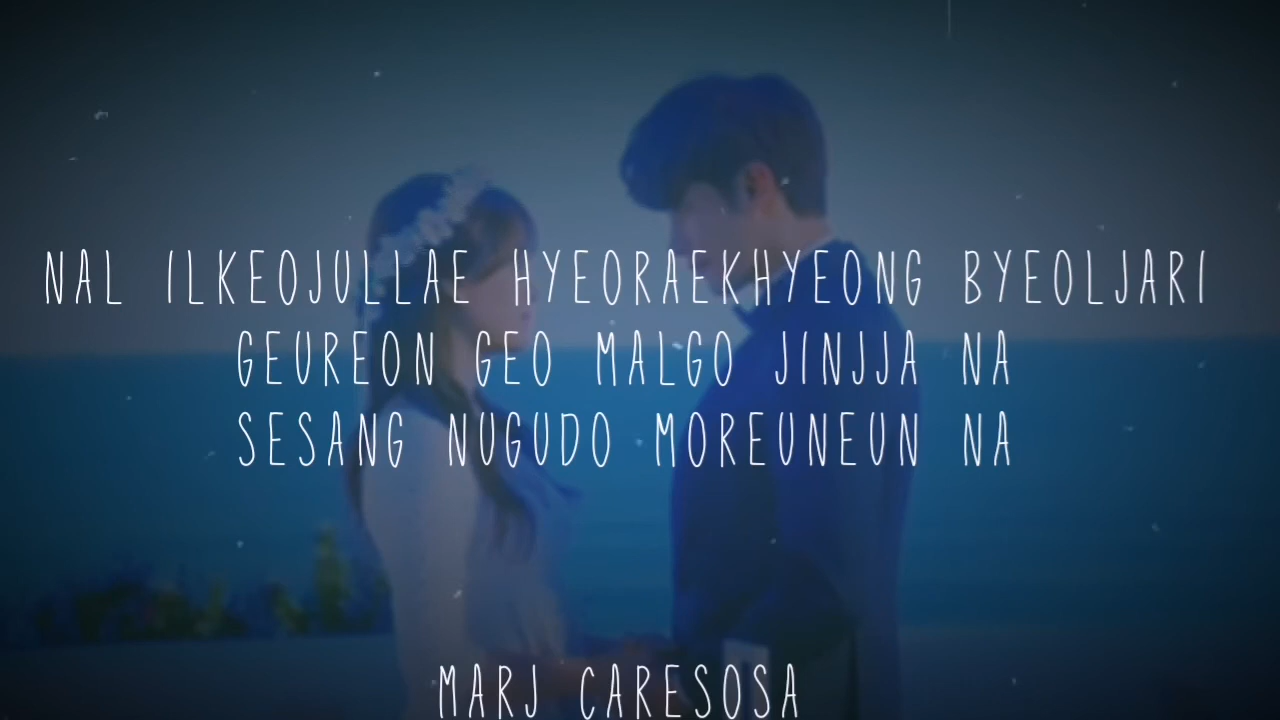 NAL ILKEOJULLAE HYEORAEKHYEONG BYEOLJARI
GEUREON GEO MALGO JINJJA NA
SESANG NUGUDO MOREUNEUN NA
MARJ CARESOSA